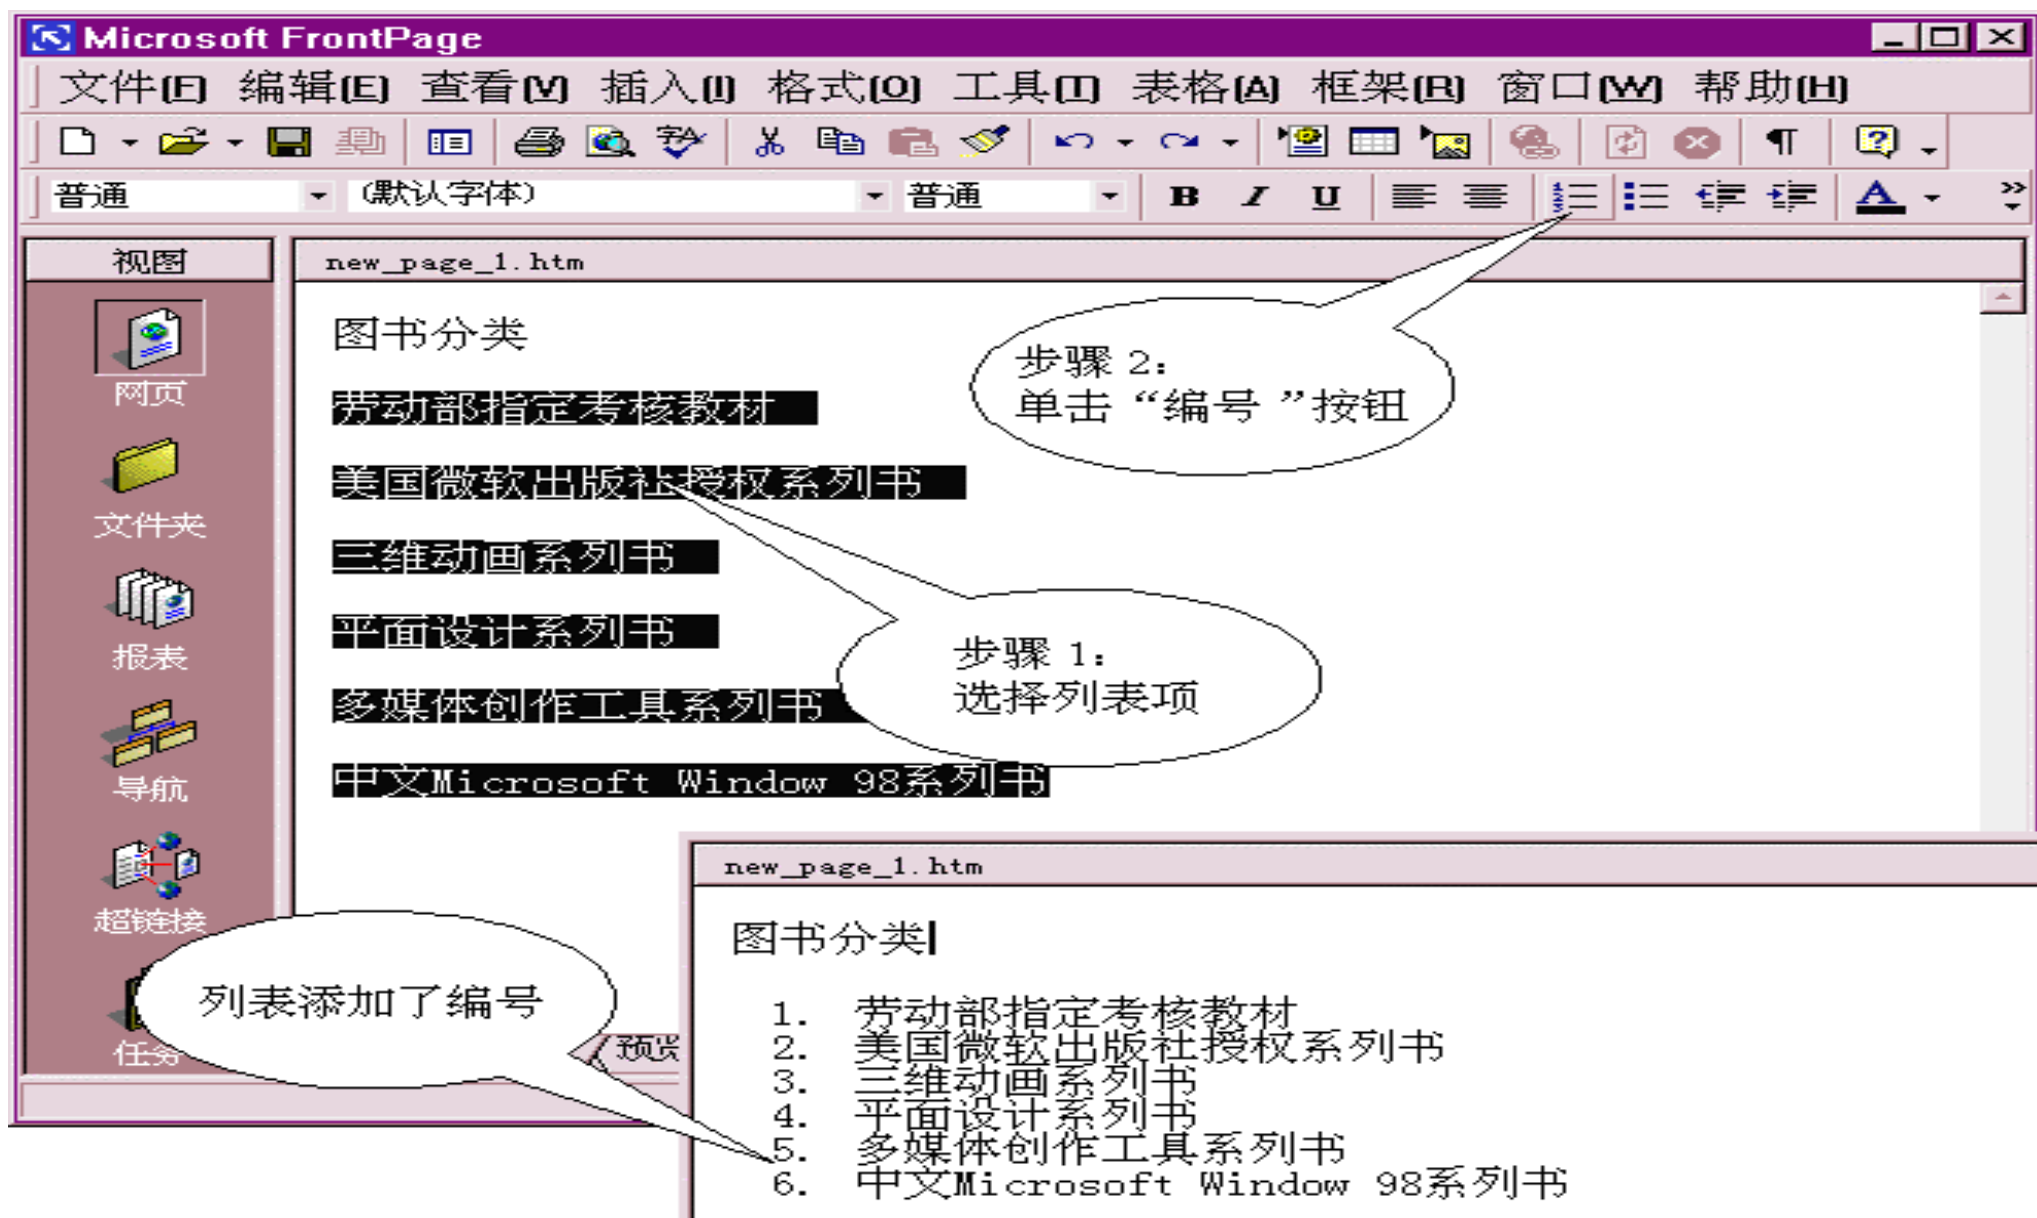 Microsoft FrontPage
文件(F) 编辑(E) 查看(V) 插入(I) 格式(O) 工具(T) 表格(A) 框架(R) 窗口(W) 帮助(H)
普通 (默认字体) 普通 B I U A
视图
new_page_1.htm
网页
文件夹
报表
导航
超链接
任务
图书分类
劳动部指定考核教材
美国微软出版社授权系列书
三维动画系列书
平面设计系列书
多媒体创作工具系列书
中文Microsoft Window 98系列书
步骤 2：
单击“编号 ”按钮
步骤 1：
选择列表项
列表添加了编号
预览
new_page_1.htm
图书分类
1. 劳动部指定考核教材
2. 美国微软出版社授权系列书
3. 三维动画系列书
4. 平面设计系列书
5. 多媒体创作工具系列书
6. 中文Microsoft Window 98系列书